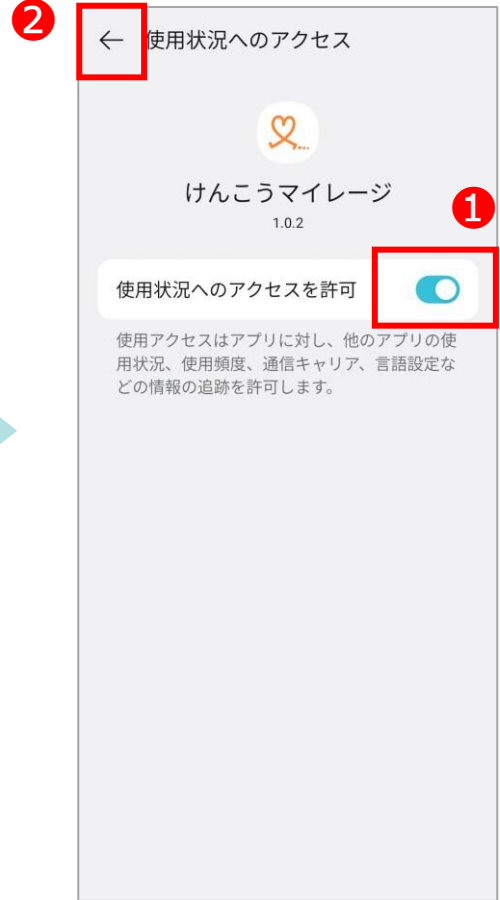 ❷
← 使用状況へのアクセス
けんこうマイレージ
1.0.2
❶
使用状況へのアクセスを許可
使用アクセスはアプリに対し、他のアプリの使
用状況、使用頻度、通信キャリア、言語設定な
どの情報の追跡を許可します。